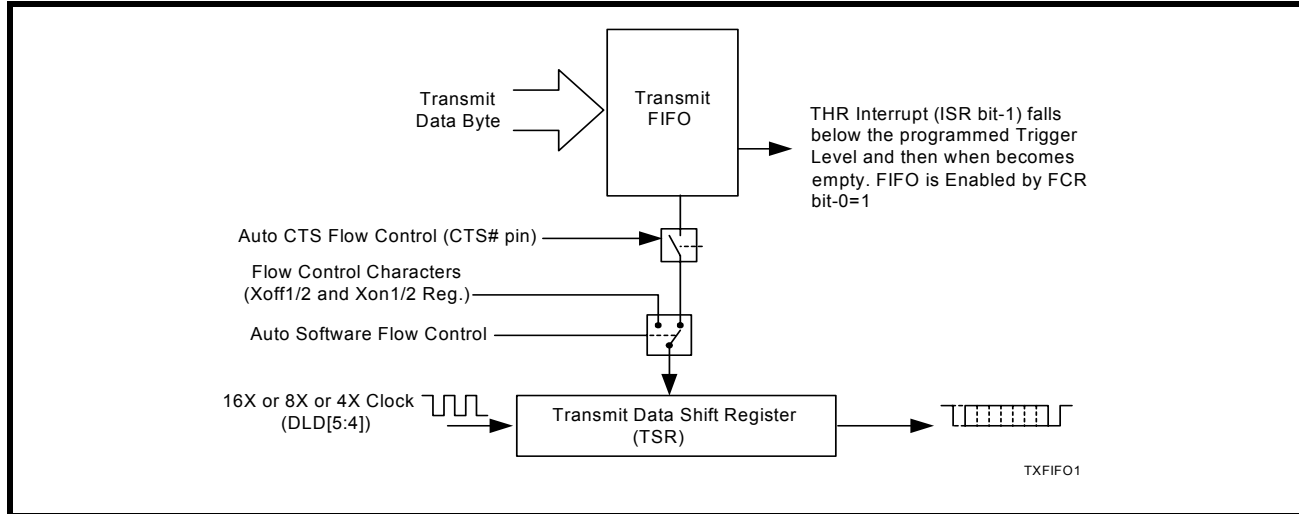 Transmit
Data Byte
Transmit
FIFO
THR Interrupt (ISR bit-1) falls
below the programmed Trigger
Level and then when becomes
empty. FIFO is Enabled by FCR
bit-0=1
Auto CTS Flow Control (CTS# pin)
Flow Control Characters
(Xoff1/2 and Xon1/2 Reg.)
Auto Software Flow Control
16X or 8X or 4X Clock
(DLD[5:4])
Transmit Data Shift Register
(TSR)
TXFIFO1